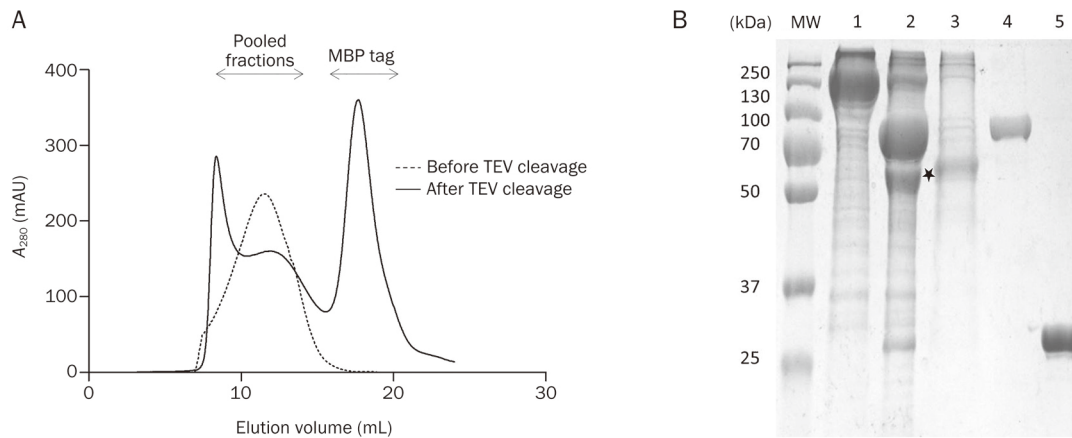 A
Pooled
fractions
MBP tag
400
300
200
100
0
A280 (mAU)
Before TEV cleavage
After TEV cleavage
0
10
20
30
Elution volume (mL)
B
(kDa) MW 1 2 3 4 5
250
130
100
70
50
37
25